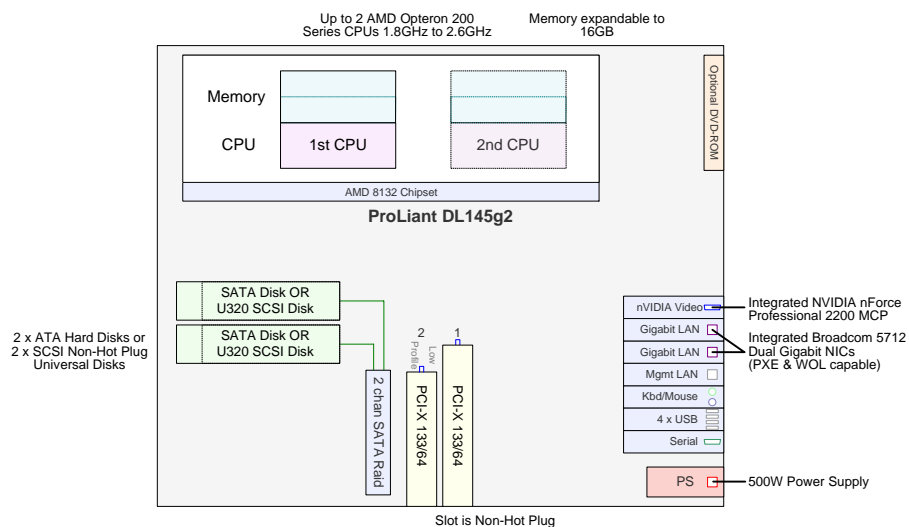 Up to 2 AMD Opteron 200
Series CPUs 1.8GHz to 2.6GHz
Memory expandable to
16GB
Optional DVD-ROM
Memory
CPU
1st CPU
2nd CPU
AMD 8132 Chipset
ProLiant DL145g2
SATA Disk OR
U320 SCSI Disk
SATA Disk OR
U320 SCSI Disk
2 x ATA Hard Disks or
2 x SCSI Non-Hot Plug
Universal Disks
2 chan SATA Raid
2
Low
Profile
PCI-X 133/64
1
PCI-X 133/64
nVIDIA Video
Gigabit LAN
Gigabit LAN
Mgmt LAN
Kbd/Mouse
4 x USB
Serial
PS
Integrated NVIDIA nForce
Professional 2200 MCP
Integrated Broadcom 5712
Dual Gigabit NICs
(PXE & WOL capable)
500W Power Supply
Slot is Non-Hot Plug